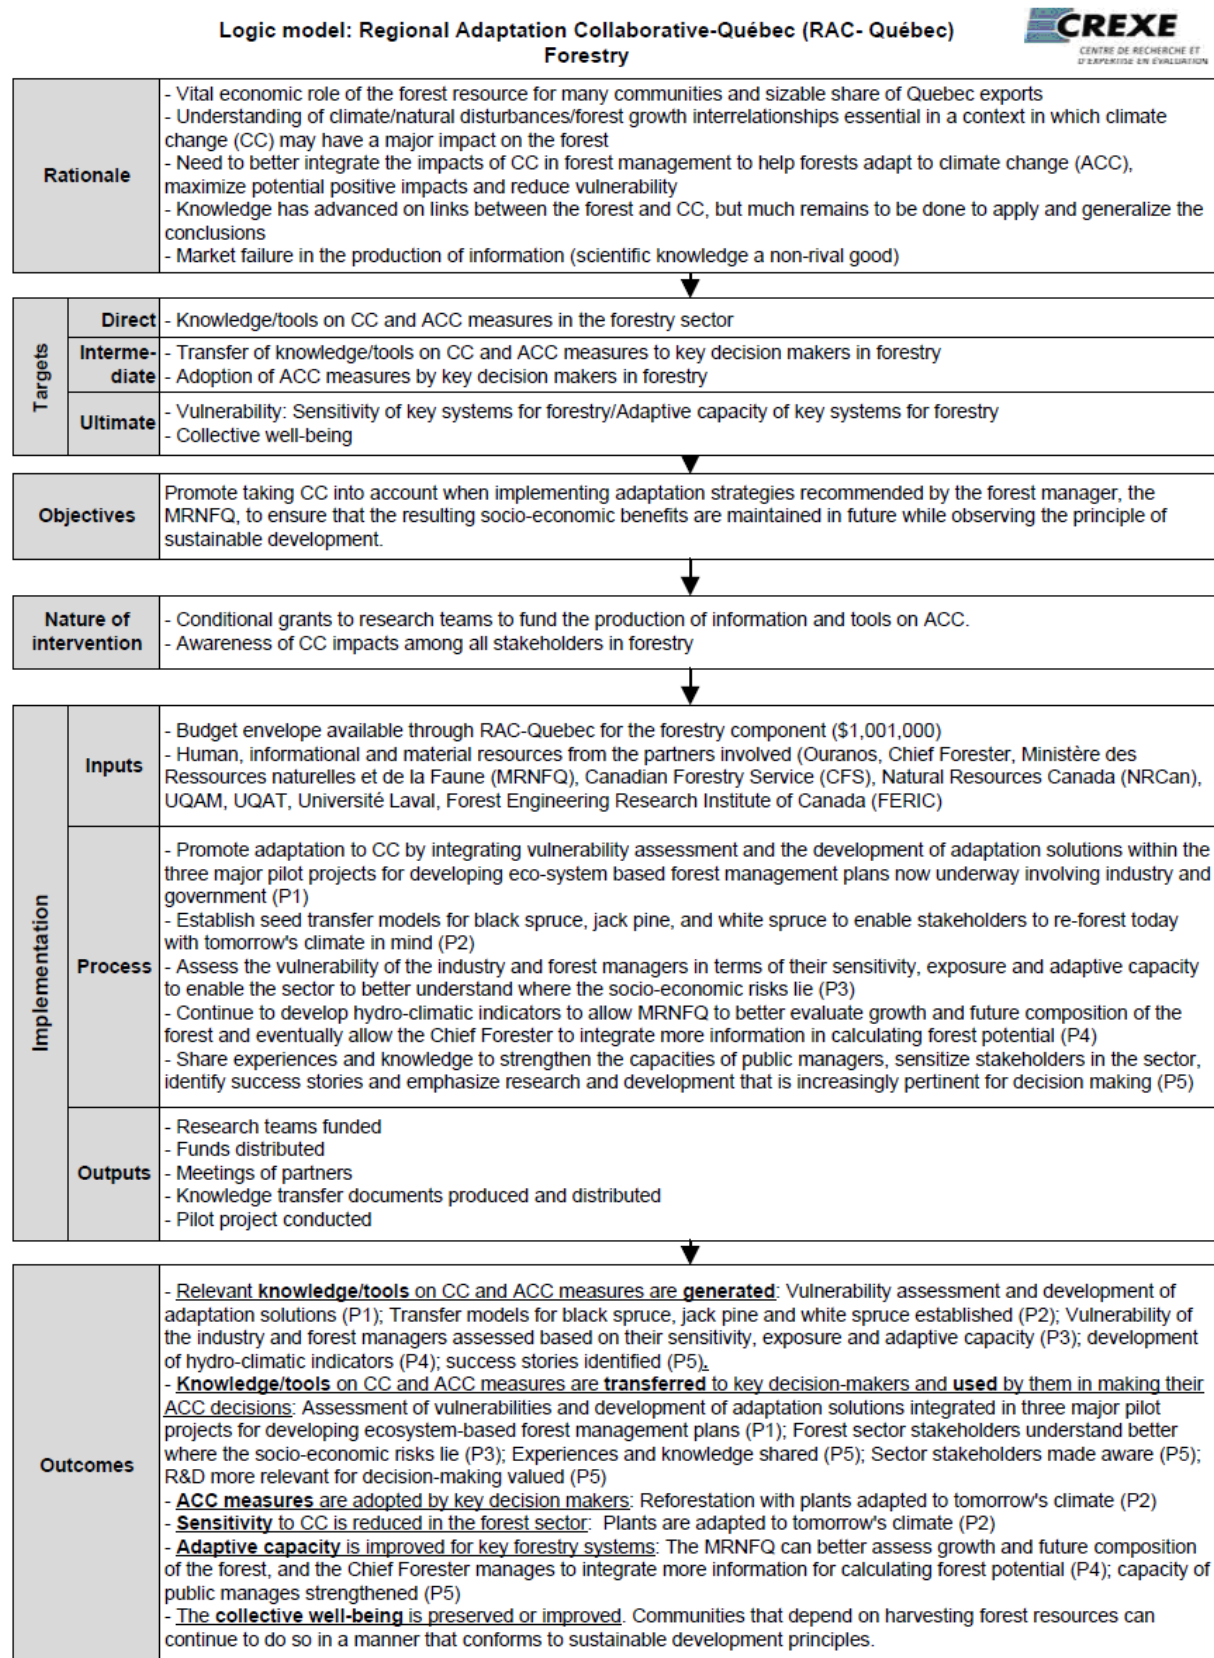 Logic model: Regional Adaptation Collaborative-Québec (RAC- Québec)
Forestry
CREXE
CENTRE DE RECHERCHE ET
D'EXPERTISE EN ÉVALUATION
Rationale
- Vital economic role of the forest resource for many communities and sizable share of Quebec exports
- Understanding of climate/natural disturbances/forest growth interrelationships essential in a context in which climate
change (CC) may have a major impact on the forest
- Need to better integrate the impacts of CC in forest management to help forests adapt to climate change (ACC),
maximize potential positive impacts and reduce vulnerability
- Knowledge has advanced on links between the forest and CC, but much remains to be done to apply and generalize the
conclusions
- Market failure in the production of information (scientific knowledge a non-rival good)
Targets
Direct
- Knowledge/tools on CC and ACC measures in the forestry sector
Interme-
diate
- Transfer of knowledge/tools on CC and ACC measures to key decision makers in forestry
- Adoption of ACC measures by key decision makers in forestry
Ultimate
- Vulnerability: Sensitivity of key systems for forestry/Adaptive capacity of key systems for forestry
- Collective well-being
Objectives
Promote taking CC into account when implementing adaptation strategies recommended by the forest manager, the
MRNFQ, to ensure that the resulting socio-economic benefits are maintained in future while observing the principle of
sustainable development.
Nature of
intervention
- Conditional grants to research teams to fund the production of information and tools on ACC.
- Awareness of CC impacts among all stakeholders in forestry
Implementation
Inputs
- Budget envelope available through RAC-Quebec for the forestry component ($1,001,000)
- Human, informational and material resources from the partners involved (Ouranos, Chief Forester, Ministère des
Ressources naturelles et de la Faune (MRNFQ), Canadian Forestry Service (CFS), Natural Resources Canada (NRCan),
UQAM, UQAT, Université Laval, Forest Engineering Research Institute of Canada (FERIC)
Process
- Promote adaptation to CC by integrating vulnerability assessment and the development of adaptation solutions within the
three major pilot projects for developing eco-system based forest management plans now underway involving industry and
government (P1)
- Establish seed transfer models for black spruce, jack pine, and white spruce to enable stakeholders to re-forest today
with tomorrow's climate in mind (P2)
- Assess the vulnerability of the industry and forest managers in terms of their sensitivity, exposure and adaptive capacity
to enable the sector to better understand where the socio-economic risks lie (P3)
- Continue to develop hydro-climatic indicators to allow MRNFQ to better evaluate growth and future composition of the
forest and eventually allow the Chief Forester to integrate more information in calculating forest potential (P4)
- Share experiences and knowledge to strengthen the capacities of public managers, sensitize stakeholders in the sector,
identify success stories and emphasize research and development that is increasingly pertinent for decision making (P5)
Outputs
- Research teams funded
- Funds distributed
- Meetings of partners
- Knowledge transfer documents produced and distributed
- Pilot project conducted
Outcomes
- Relevant knowledge/tools on CC and ACC measures are generated: Vulnerability assessment and development of
adaptation solutions (P1); Transfer models for black spruce, jack pine and white spruce established (P2); Vulnerability of
the industry and forest managers assessed based on their sensitivity, exposure and adaptive capacity (P3); development
of hydro-climatic indicators (P4); success stories identified (P5).
- Knowledge/tools on CC and ACC measures are transferred to key decision-makers and used by them in making their
ACC decisions: Assessment of vulnerabilities and development of adaptation solutions integrated in three major pilot
projects for developing ecosystem-based forest management plans (P1); Forest sector stakeholders understand better
where the socio-economic risks lie (P3); Experiences and knowledge shared (P5); Sector stakeholders made aware (P5);
R&D more relevant for decision-making valued (P5)
- ACC measures are adopted by key decision makers: Reforestation with plants adapted to tomorrow's climate (P2)
- Sensitivity to CC is reduced in the forest sector: Plants are adapted to tomorrow's climate (P2)
- Adaptive capacity is improved for key forestry systems: The MRNFQ can better assess growth and future composition
of the forest, and the Chief Forester manages to integrate more information for calculating forest potential (P4); capacity of
public manages strengthened (P5)
- The collective well-being is preserved or improved. Communities that depend on harvesting forest resources can
continue to do so in a manner that conforms to sustainable development principles.